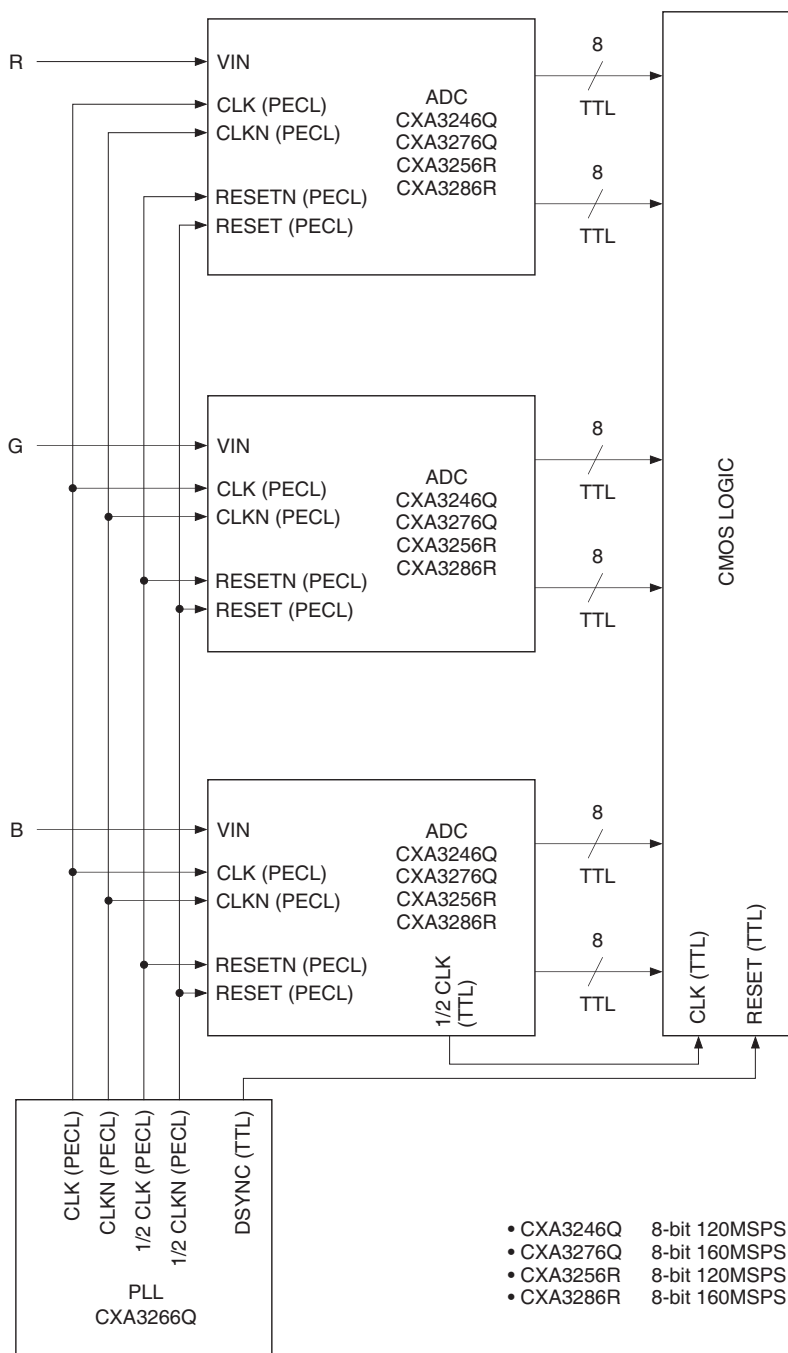 R
VIN
CLK (PECL)
CLKN (PECL)
RESETN (PECL)
RESET (PECL)
ADC
CXA3246Q
CXA3276Q
CXA3256R
CXA3286R
8
TTL
8
TTL
G
VIN
CLK (PECL)
CLKN (PECL)
RESETN (PECL)
RESET (PECL)
ADC
CXA3246Q
CXA3276Q
CXA3256R
CXA3286R
8
TTL
8
TTL
CMOS LOGIC
B
VIN
CLK (PECL)
CLKN (PECL)
RESETN (PECL)
RESET (PECL)
ADC
CXA3246Q
CXA3276Q
CXA3256R
CXA3286R
1/2 CLK
(TTL)
8
TTL
8
TTL
CLK (TTL)
RESET (TTL)
CLK (PECL)
CLKN (PECL)
1/2 CLK (PECL)
1/2 CLKN (PECL)
DSYNC (TTL)
PLL
CXA3266Q
• CXA3246Q 8-bit 120MSPS
• CXA3276Q 8-bit 160MSPS
• CXA3256R 8-bit 120MSPS
• CXA3286R 8-bit 160MSPS